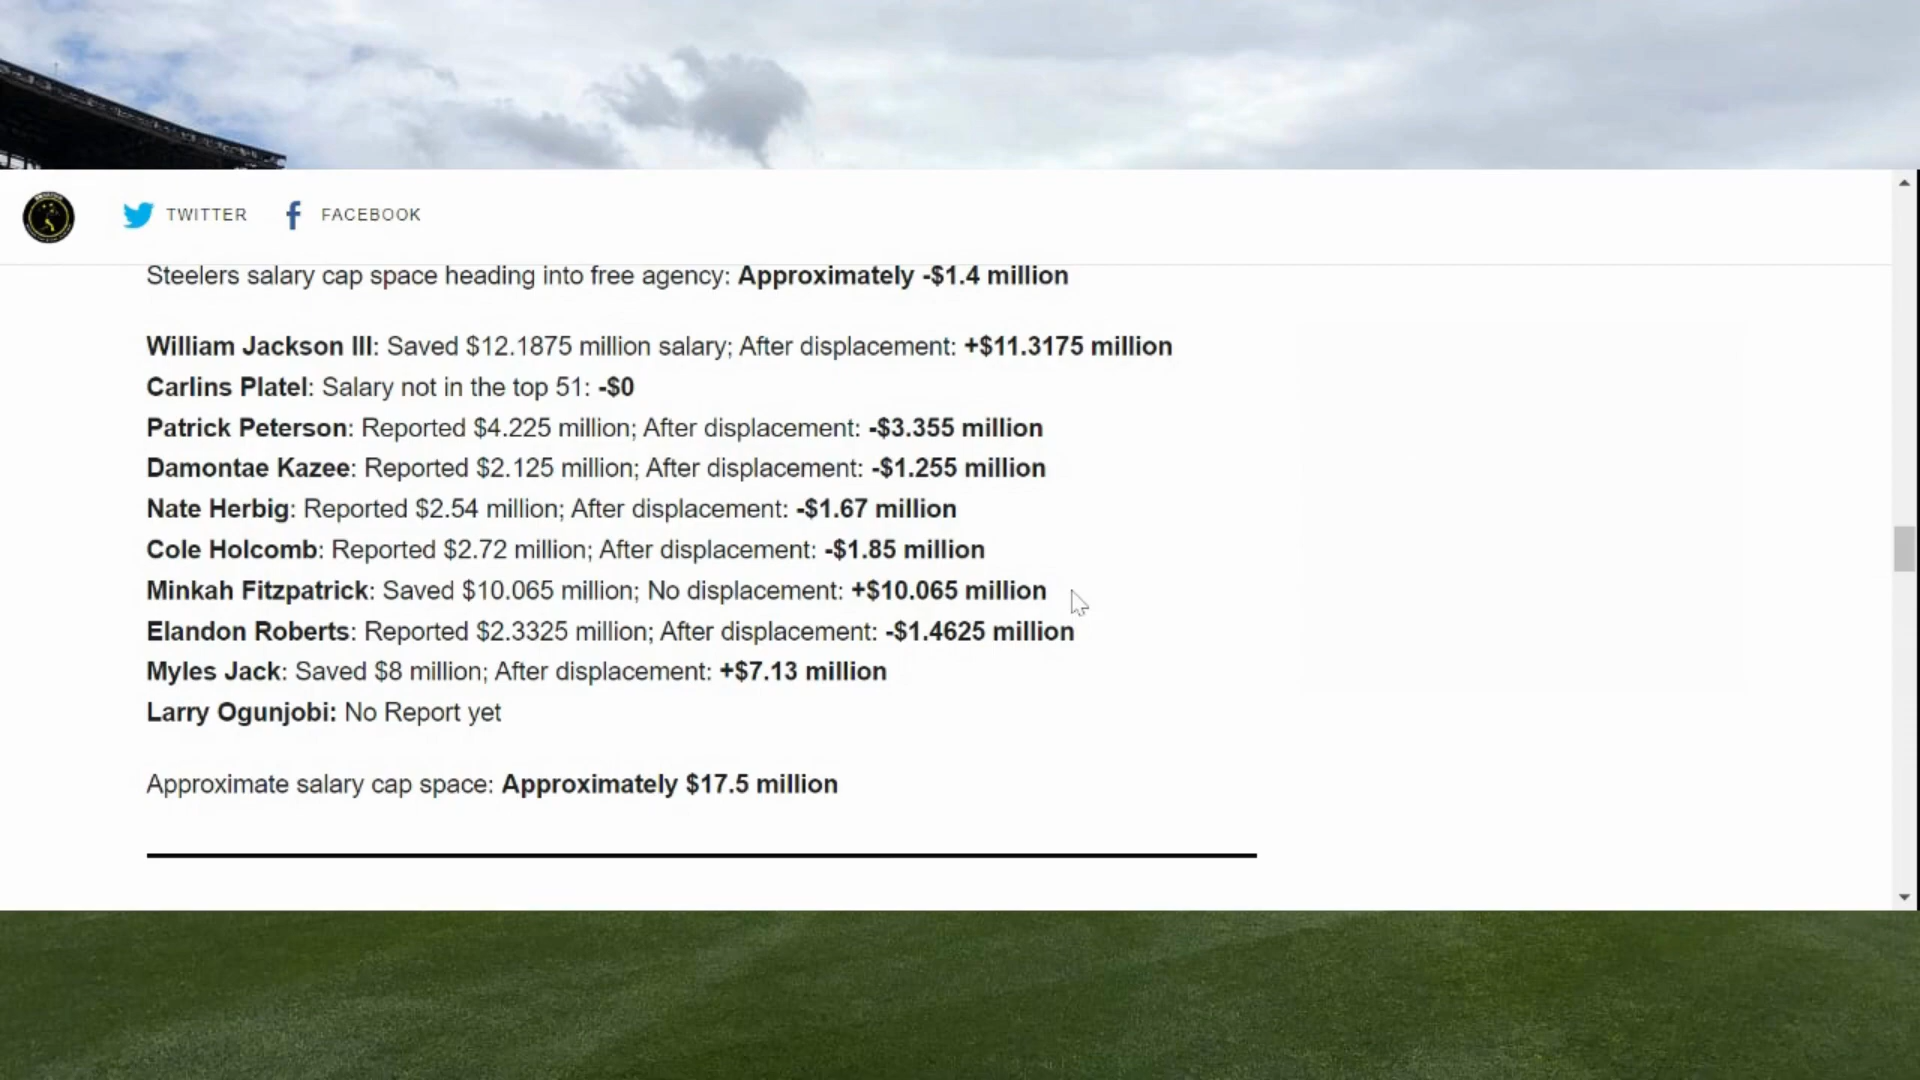 TWITTER
FACEBOOK
Steelers salary cap space heading into free agency: Approximately -$1.4 million
William Jackson III: Saved $12.1875 million salary; After displacement: +$11.3175 million
Carlins Platel: Salary not in the top 51: -$0
Patrick Peterson: Reported $4.225 million; After displacement: -$3.355 million
Damontae Kazee: Reported $2.125 million; After displacement: -$1.255 million
Nate Herbig: Reported $2.54 million; After displacement: -$1.67 million
Cole Holcomb: Reported $2.72 million; After displacement: -$1.85 million
Minkah Fitzpatrick: Saved $10.065 million; No displacement: +$10.065 million
Elandon Roberts: Reported $2.3325 million; After displacement: -$1.4625 million
Myles Jack: Saved $8 million; After displacement: +$7.13 million
Larry Ogunjobi: No Report yet
Approximate salary cap space: Approximately $17.5 million